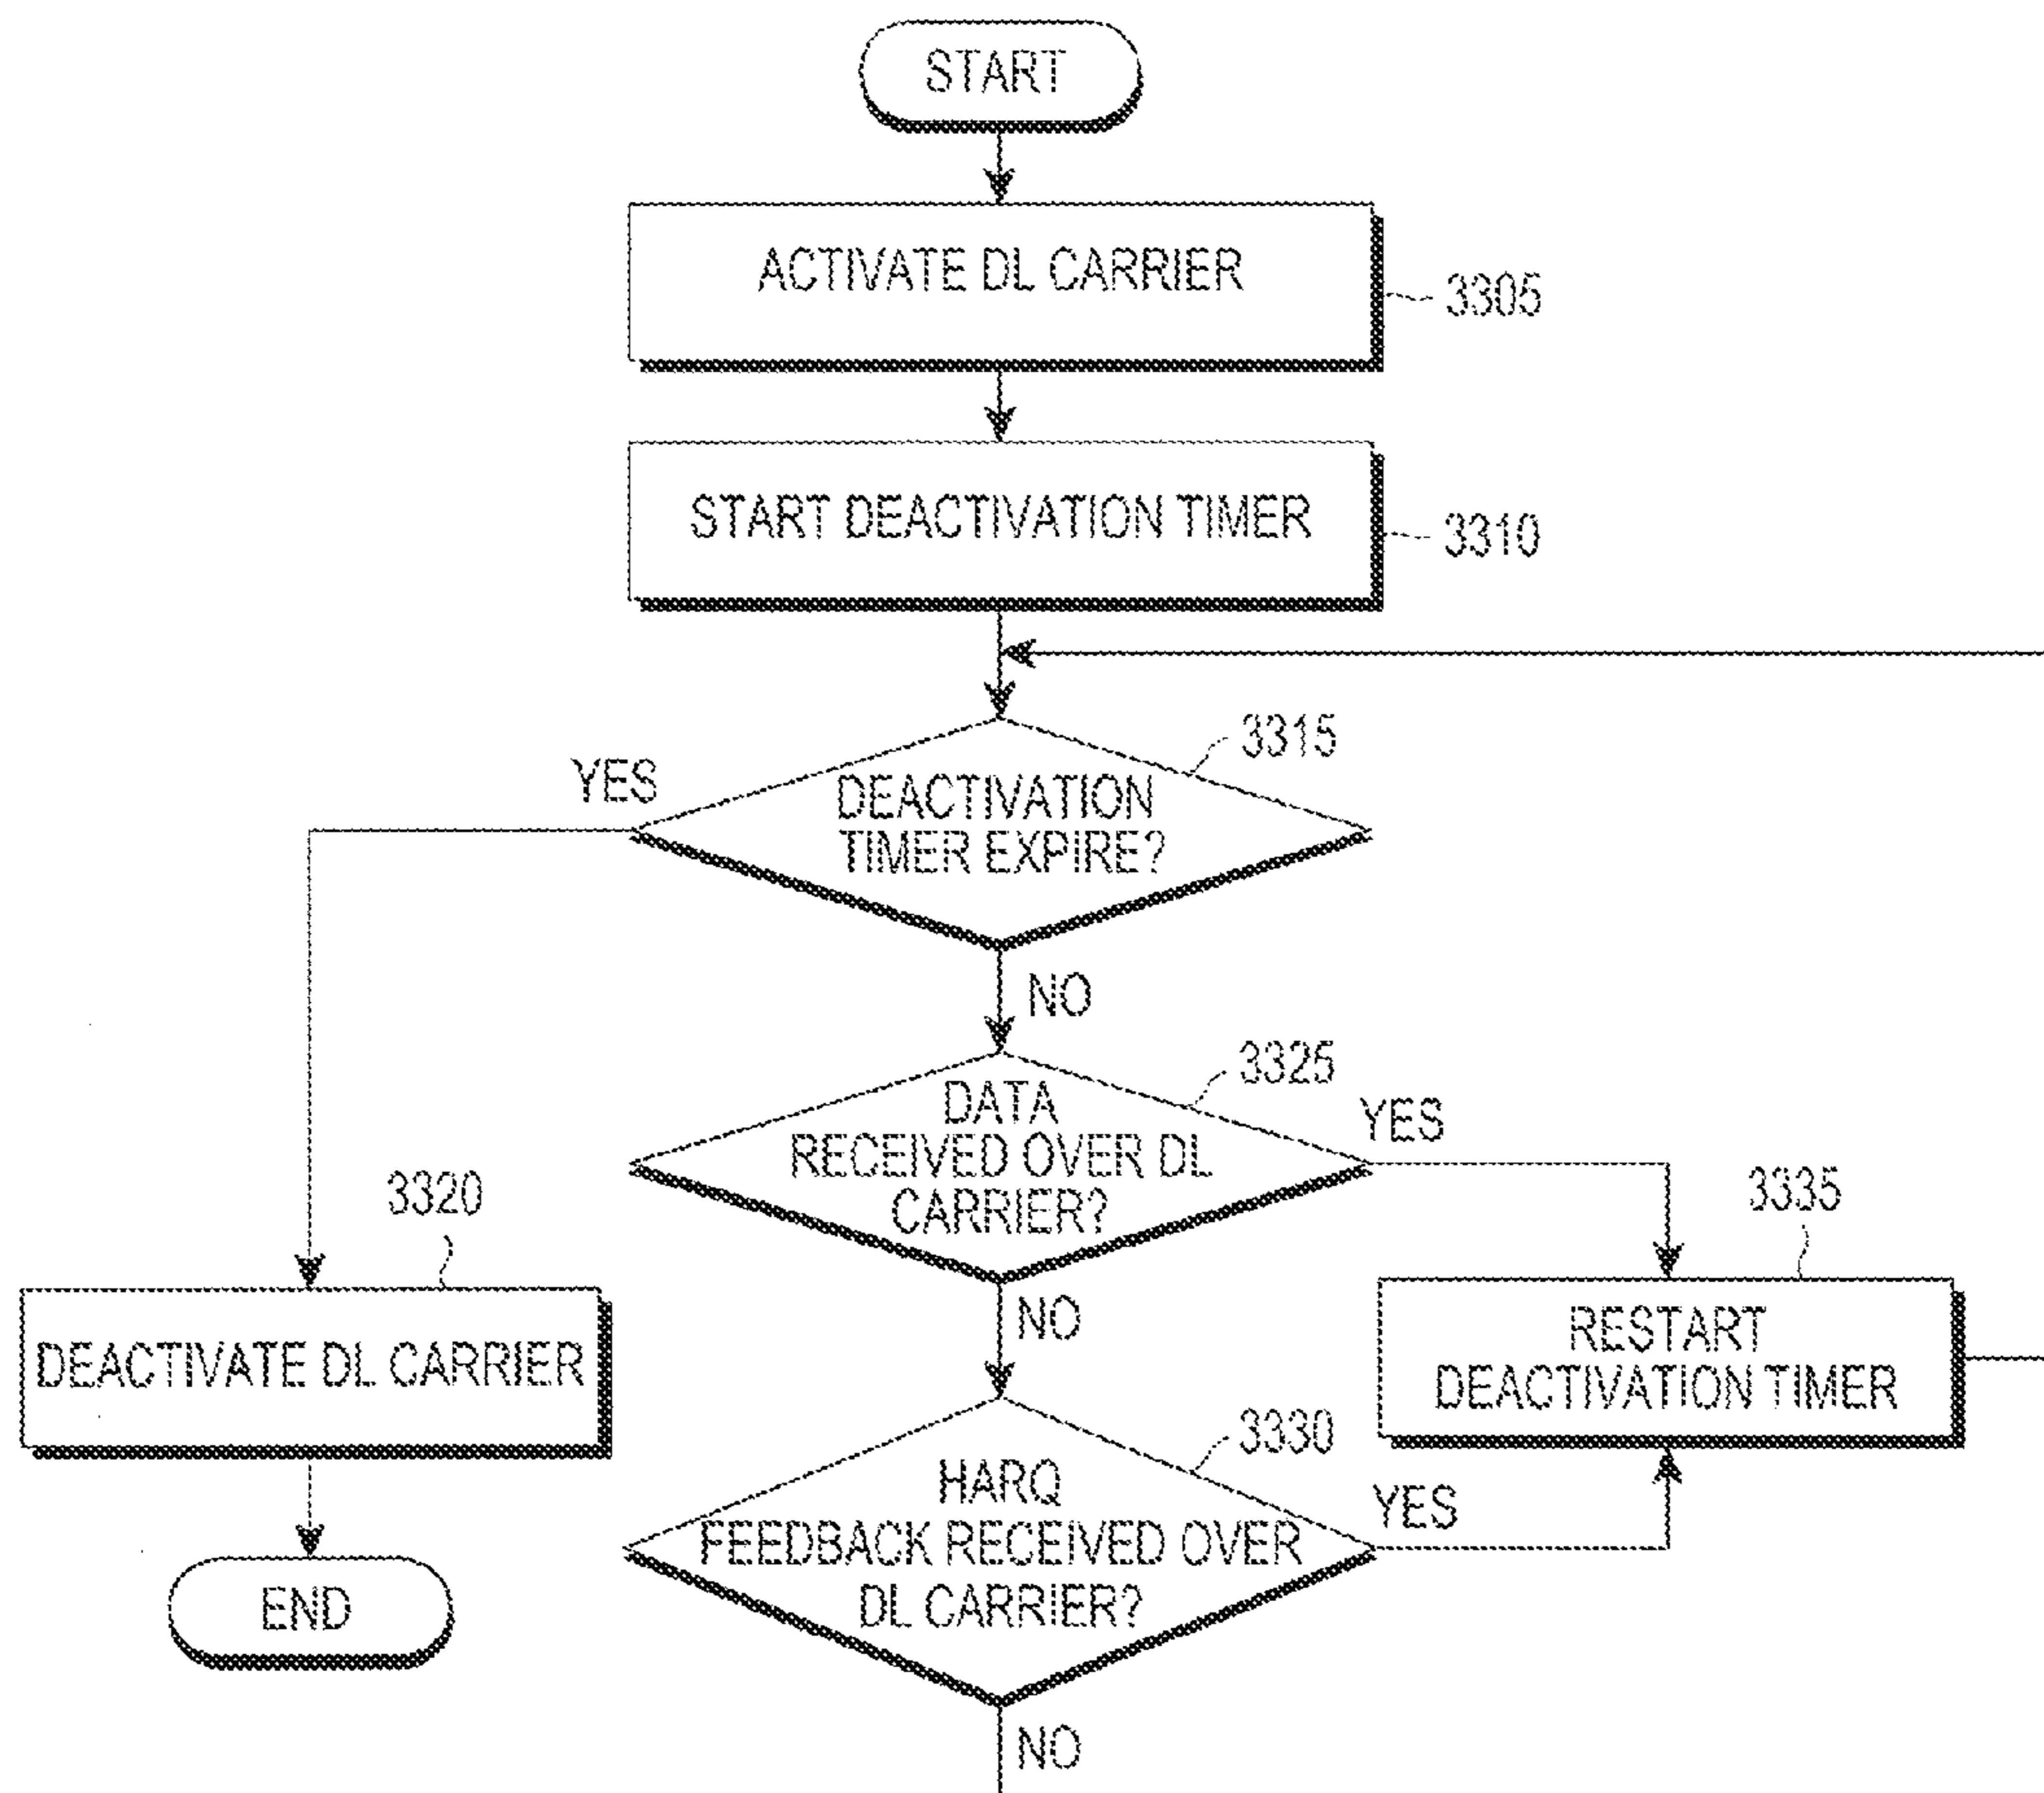 START
ACTIVATE DL CARRIER
3305
START DEACTIVATION TIMER
3310
3315
YES
DEACTIVATION
TIMER EXPIRE?
NO
3325
DATA
RECEIVED OVER DL
CARRIER?
YES
3320
DEACTIVATE DL CARRIER
3335
RESTART
DEACTIVATION TIMER
NO
3330
HARQ
FEEDBACK RECEIVED OVER
DL CARRIER?
YES
END
NO